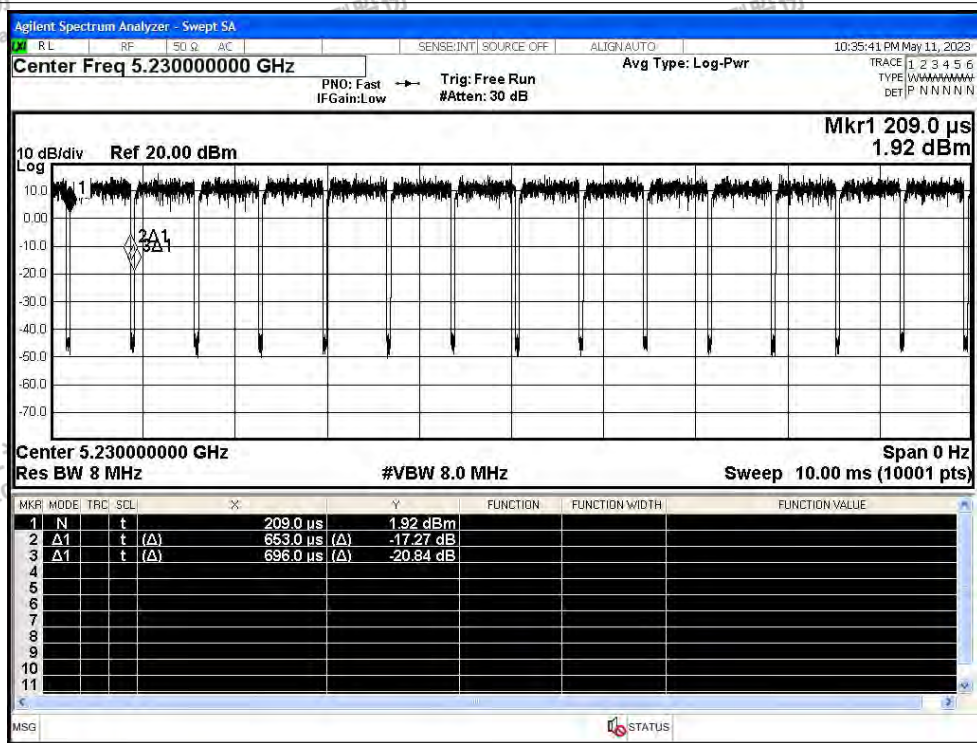 Agilent Spectrum Analyzer - Swept SA
RL RF 50 Ω AC SENSE:INT SOURCE OFF ALIGN AUTO 10:35:41 PM May 11, 2023
Center Freq 5.230000000 GHz
PNO: Fast
IFGain:Low
Trig: Free Run
#Atten: 30 dB
Avg Type: Log-Pwr
TRACE 1 2 3 4 5 6
TYPE
DET P N N N N N
Mkr1 209.0 µs
1.92 dBm
10 dB/div Ref 20.00 dBm
Log
10.0
0.00
-10.0
-20.0
-30.0
-40.0
-50.0
-60.0
-70.0
1
2Δ1
3Δ1
Center 5.230000000 GHz Span 0 Hz
Res BW 8 MHz #VBW 8.0 MHz Sweep 10.00 ms (10001 pts)
MKR MODE TRC SCL X Y FUNCTION FUNCTION WIDTH FUNCTION VALUE
1 N t 209.0 µs 1.92 dBm
2 Δ1 t (Δ) 653.0 µs (Δ) -17.27 dB
3 Δ1 t (Δ) 696.0 µs (Δ) -20.84 dB
4
5
6
7
8
9
10
11
MSG STATUS